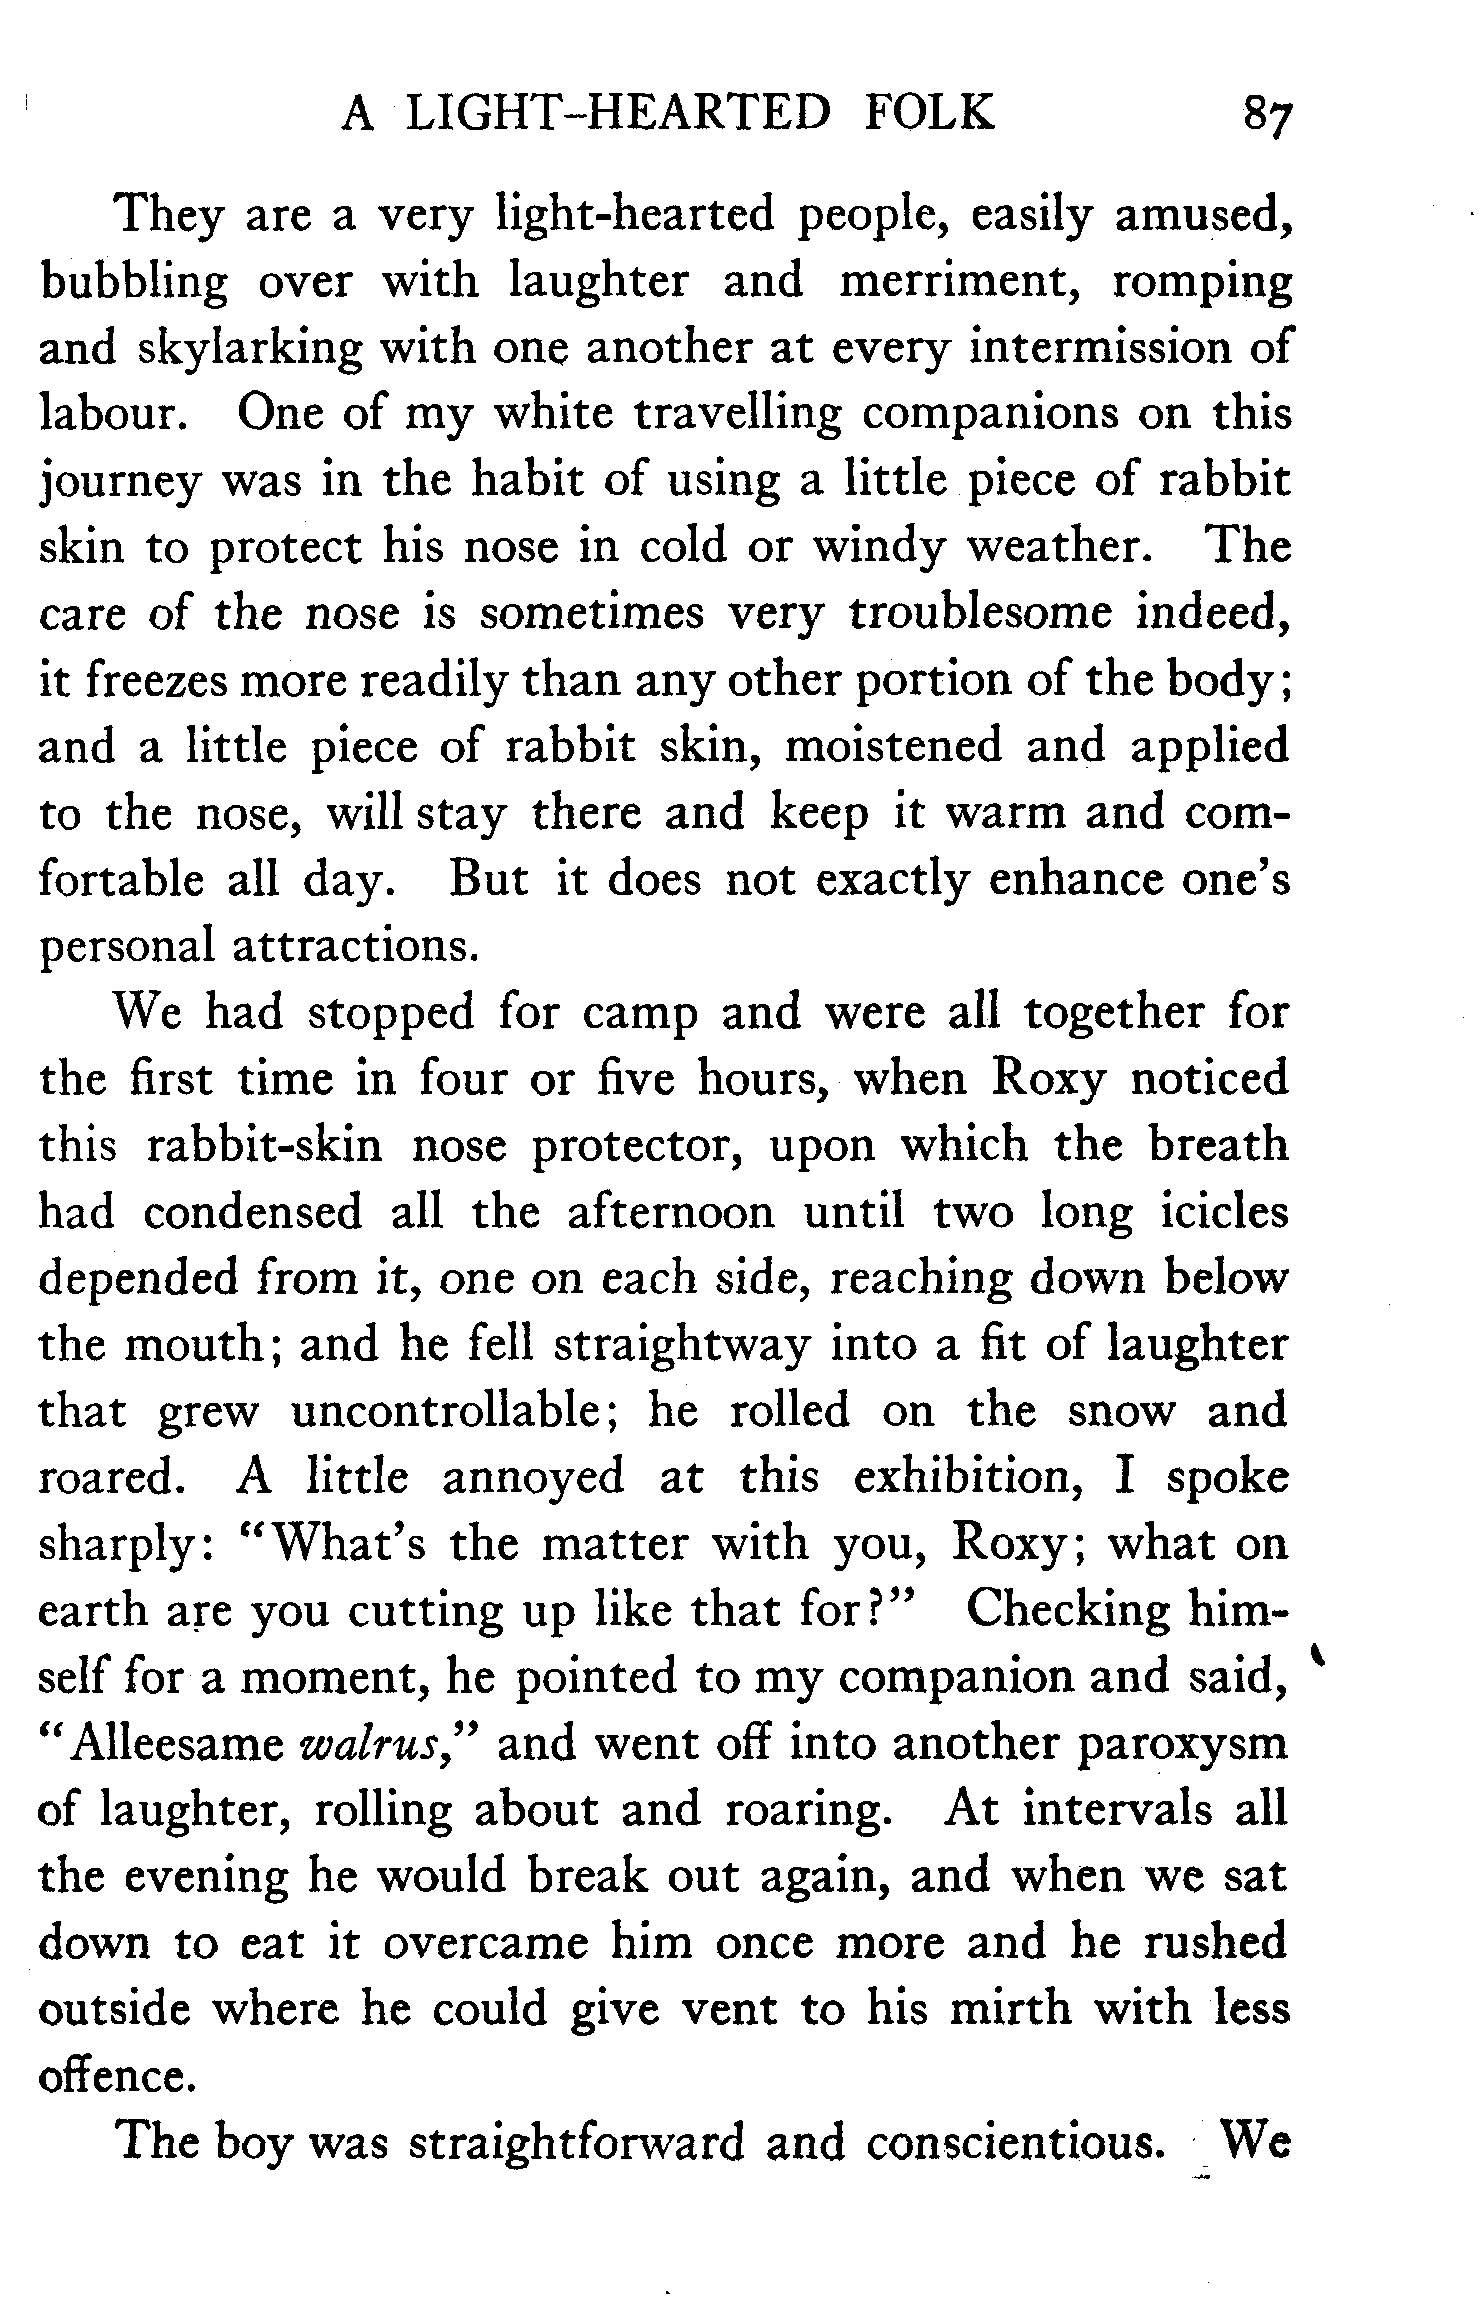 A LIGHT-HEARTED FOLK 87
They are a very light-hearted people, easily amused,
bubbling over with laughter and merriment, romping
and skylarking with one another at every intermission of
labour. One of my white travelling companions on this
journey was in the habit of using a little piece of rabbit
skin to protect his nose in cold or windy weather. The
care of the nose is sometimes very troublesome indeed,
it freezes more readily than any other portion of the body;
and a little piece of rabbit skin, moistened and applied
to the nose, will stay there and keep it warm and com-
fortable all day. But it does not exactly enhance one's
personal attractions.
We had stopped for camp and were all together for
the first time in four or five hours, when Roxy noticed
this rabbit-skin nose protector, upon which the breath
had condensed all the afternoon until two long icicles
depended from it, one on each side, reaching down below
the mouth; and he fell straightway into a fit of laughter
that grew uncontrollable; he rolled on the snow and
roared. A little annoyed at this exhibition, I spoke
sharply: "What's the matter with you, Roxy; what on
earth are you cutting up like that for?" Checking him-
self for a moment, he pointed to my companion and said,
"Alleesame walrus," and went off into another paroxysm
of laughter, rolling about and roaring. At intervals all
the evening he would break out again, and when we sat
down to eat it overcame him once more and he rushed
outside where he could give vent to his mirth with less
offence.
The boy was straightforward and conscientious. We